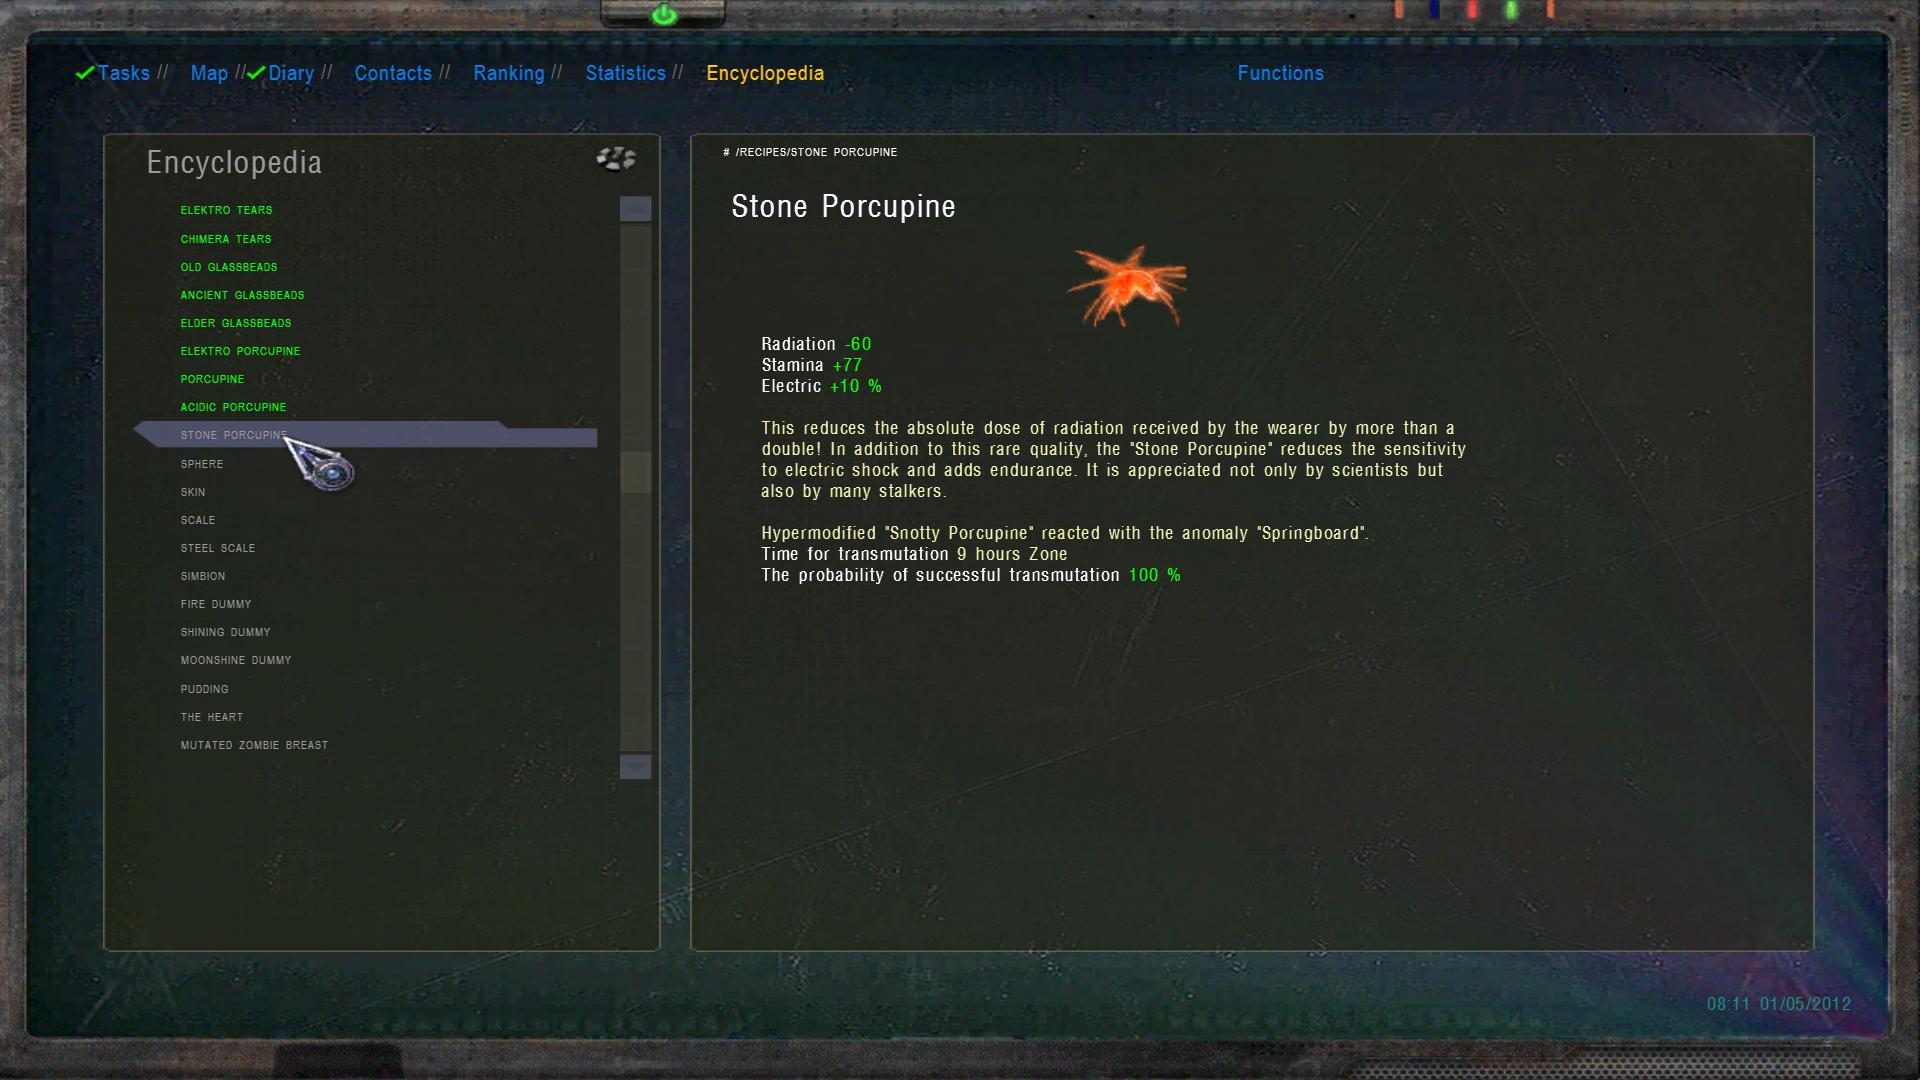 Tasks // Map // Diary // Contacts // Ranking // Statistics // Encyclopedia Functions
Encyclopedia
ELEKTRO TEARS
CHIMERA TEARS
OLD GLASSBEADS
ANCIENT GLASSBEADS
ELDER GLASSBEADS
ELEKTRO PORCUPINE
PORCUPINE
ACIDIC PORCUPINE
STONE PORCUPINE
SPHERE
SKIN
SCALE
STEEL SCALE
SIMBION
FIRE DUMMY
SHINING DUMMY
MOONSHINE DUMMY
PUDDING
THE HEART
MUTATED ZOMBIE BREAST
# /RECIPES/STONE PORCUPINE
Stone Porcupine
Radiation -60
Stamina +77
Electric +10 %
This reduces the absolute dose of radiation received by the wearer by more than a
double! In addition to this rare quality, the "Stone Porcupine" reduces the sensitivity
to electric shock and adds endurance. It is appreciated not only by scientists but
also by many stalkers.
Hypermodified "Snotty Porcupine" reacted with the anomaly "Springboard".
Time for transmutation 9 hours Zone
The probability of successful transmutation 100 %
08:11 01/05/2012